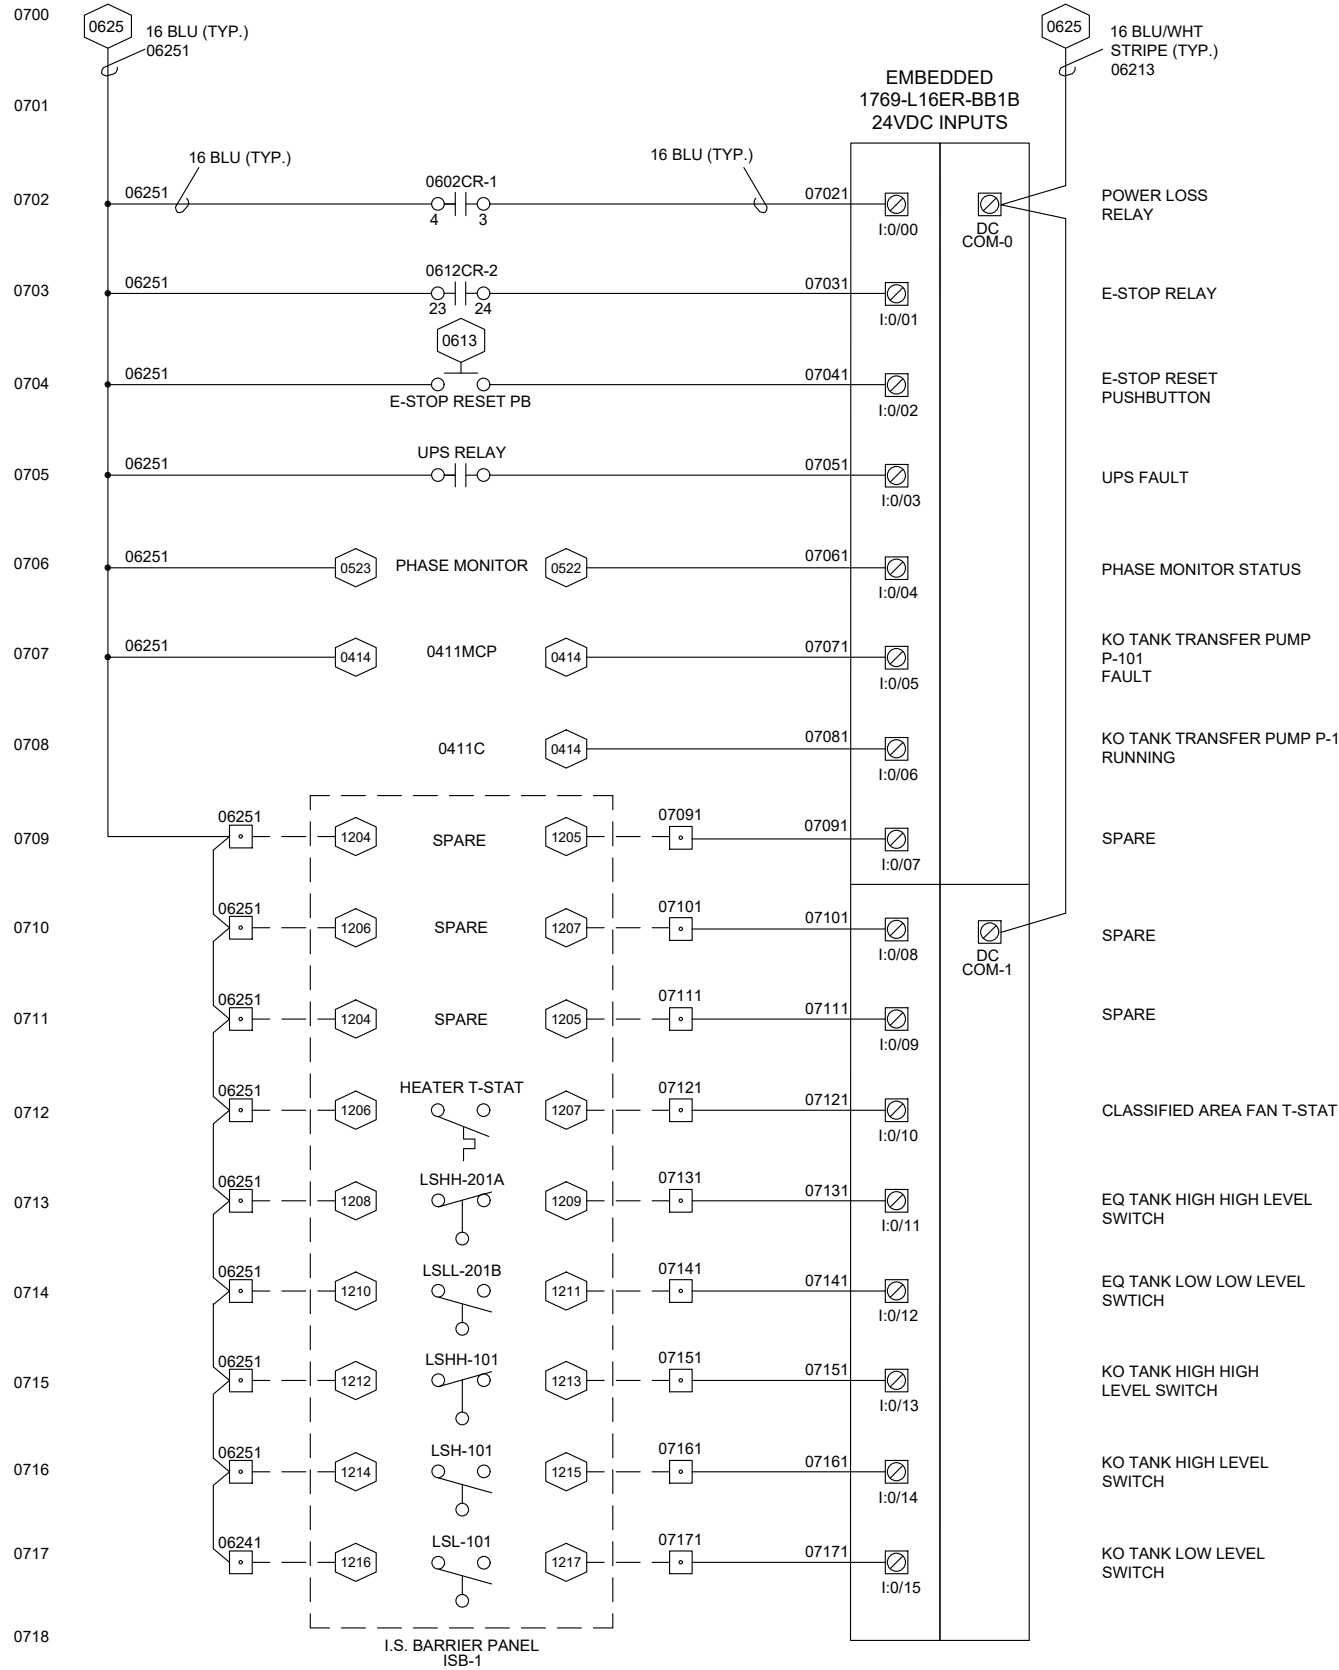 0700
0625
16 BLU (TYP.)
06251
0625
16 BLU/WHT
STRIPE (TYP.)
06213
EMBEDDED
1769-L16ER-BB1B
24VDC INPUTS
0701
16 BLU (TYP.)
16 BLU (TYP.)
0702
06251
0602CR-1
4
3
07021
I:0/00
DC
COM-0
POWER LOSS
RELAY
0703
06251
0612CR-2
23
24
07031
I:0/01
E-STOP RELAY
0613
0704
06251
E-STOP RESET PB
07041
I:0/02
E-STOP RESET
PUSHBUTTON
0705
06251
UPS RELAY
07051
I:0/03
UPS FAULT
0706
06251
0523
PHASE MONITOR
0522
07061
I:0/04
PHASE MONITOR STATUS
0707
06251
0414
0411MCP
0414
07071
I:0/05
KO TANK TRANSFER PUMP
P-101
FAULT
0708
0411C
0414
07081
I:0/06
KO TANK TRANSFER PUMP P-1
RUNNING
0709
06251
1204
SPARE
1205
07091
07091
I:0/07
SPARE
0710
06251
1206
SPARE
1207
07101
07101
I:0/08
DC
COM-1
SPARE
0711
06251
1204
SPARE
1205
07111
07111
I:0/09
SPARE
0712
06251
1206
HEATER T-STAT
1207
07121
07121
I:0/10
CLASSIFIED AREA FAN T-STAT
0713
06251
1208
LSHH-201A
1209
07131
07131
I:0/11
EQ TANK HIGH HIGH LEVEL
SWITCH
0714
06251
1210
LSLL-201B
1211
07141
07141
I:0/12
EQ TANK LOW LOW LEVEL
SWTICH
0715
06251
1212
LSHH-101
1213
07151
07151
I:0/13
KO TANK HIGH HIGH
LEVEL SWITCH
0716
06251
1214
LSH-101
1215
07161
07161
I:0/14
KO TANK HIGH LEVEL
SWITCH
0717
06241
1216
LSL-101
1217
07171
07171
I:0/15
KO TANK LOW LEVEL
SWITCH
0718
I.S. BARRIER PANEL
ISB-1